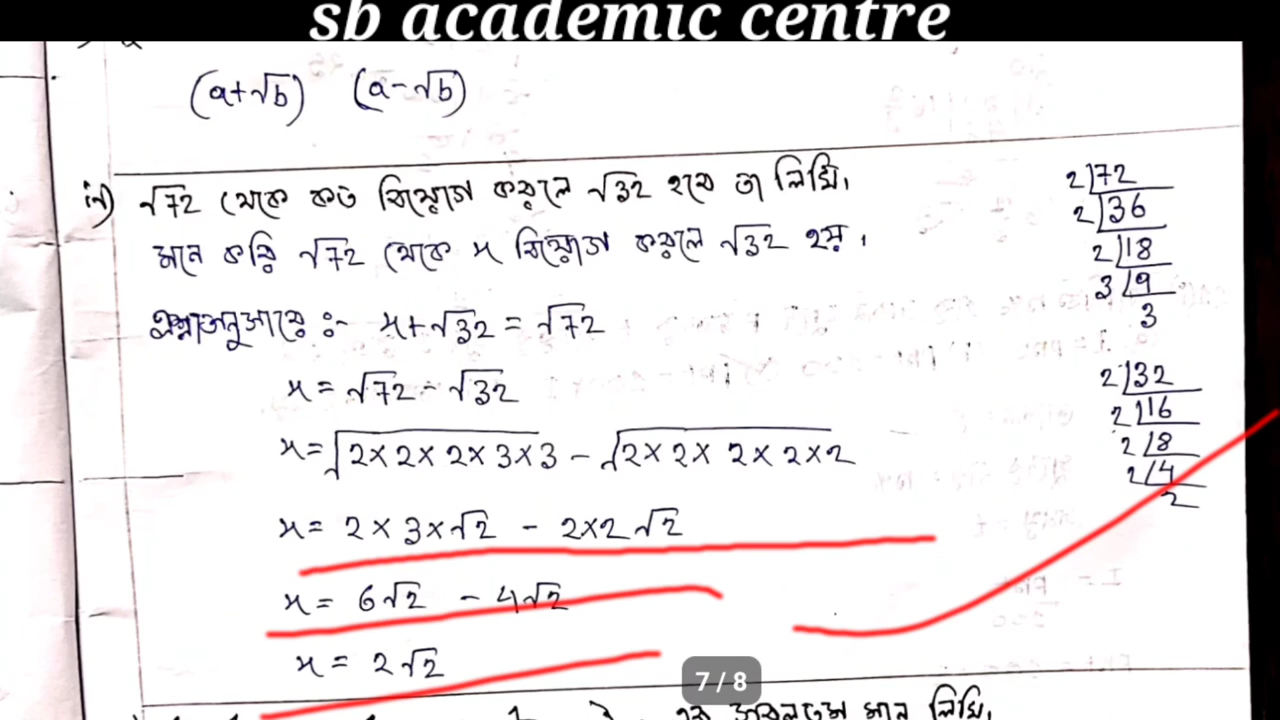 sb academic centre
(a+√b) (a-√b)
iv) √72 থেকে কত বিয়োগ করলে √32 হবে তা লিখি।
মনে করি √72 থেকে x বিয়োগ করলে √32 হয়।
প্রশ্নানুসারে :- x+√32 = √72
x = √72 - √32
x = √2×2×2×3×3 - √2×2×2×2×2
x = 2×3×√2 - 2×2√2
x = 6√2 - 4√2
x = 2√2
2|72
2|36
2|18
3|9
3
2|32
2|16
2|8
2|4
2
7 / 8
মান লিখি।